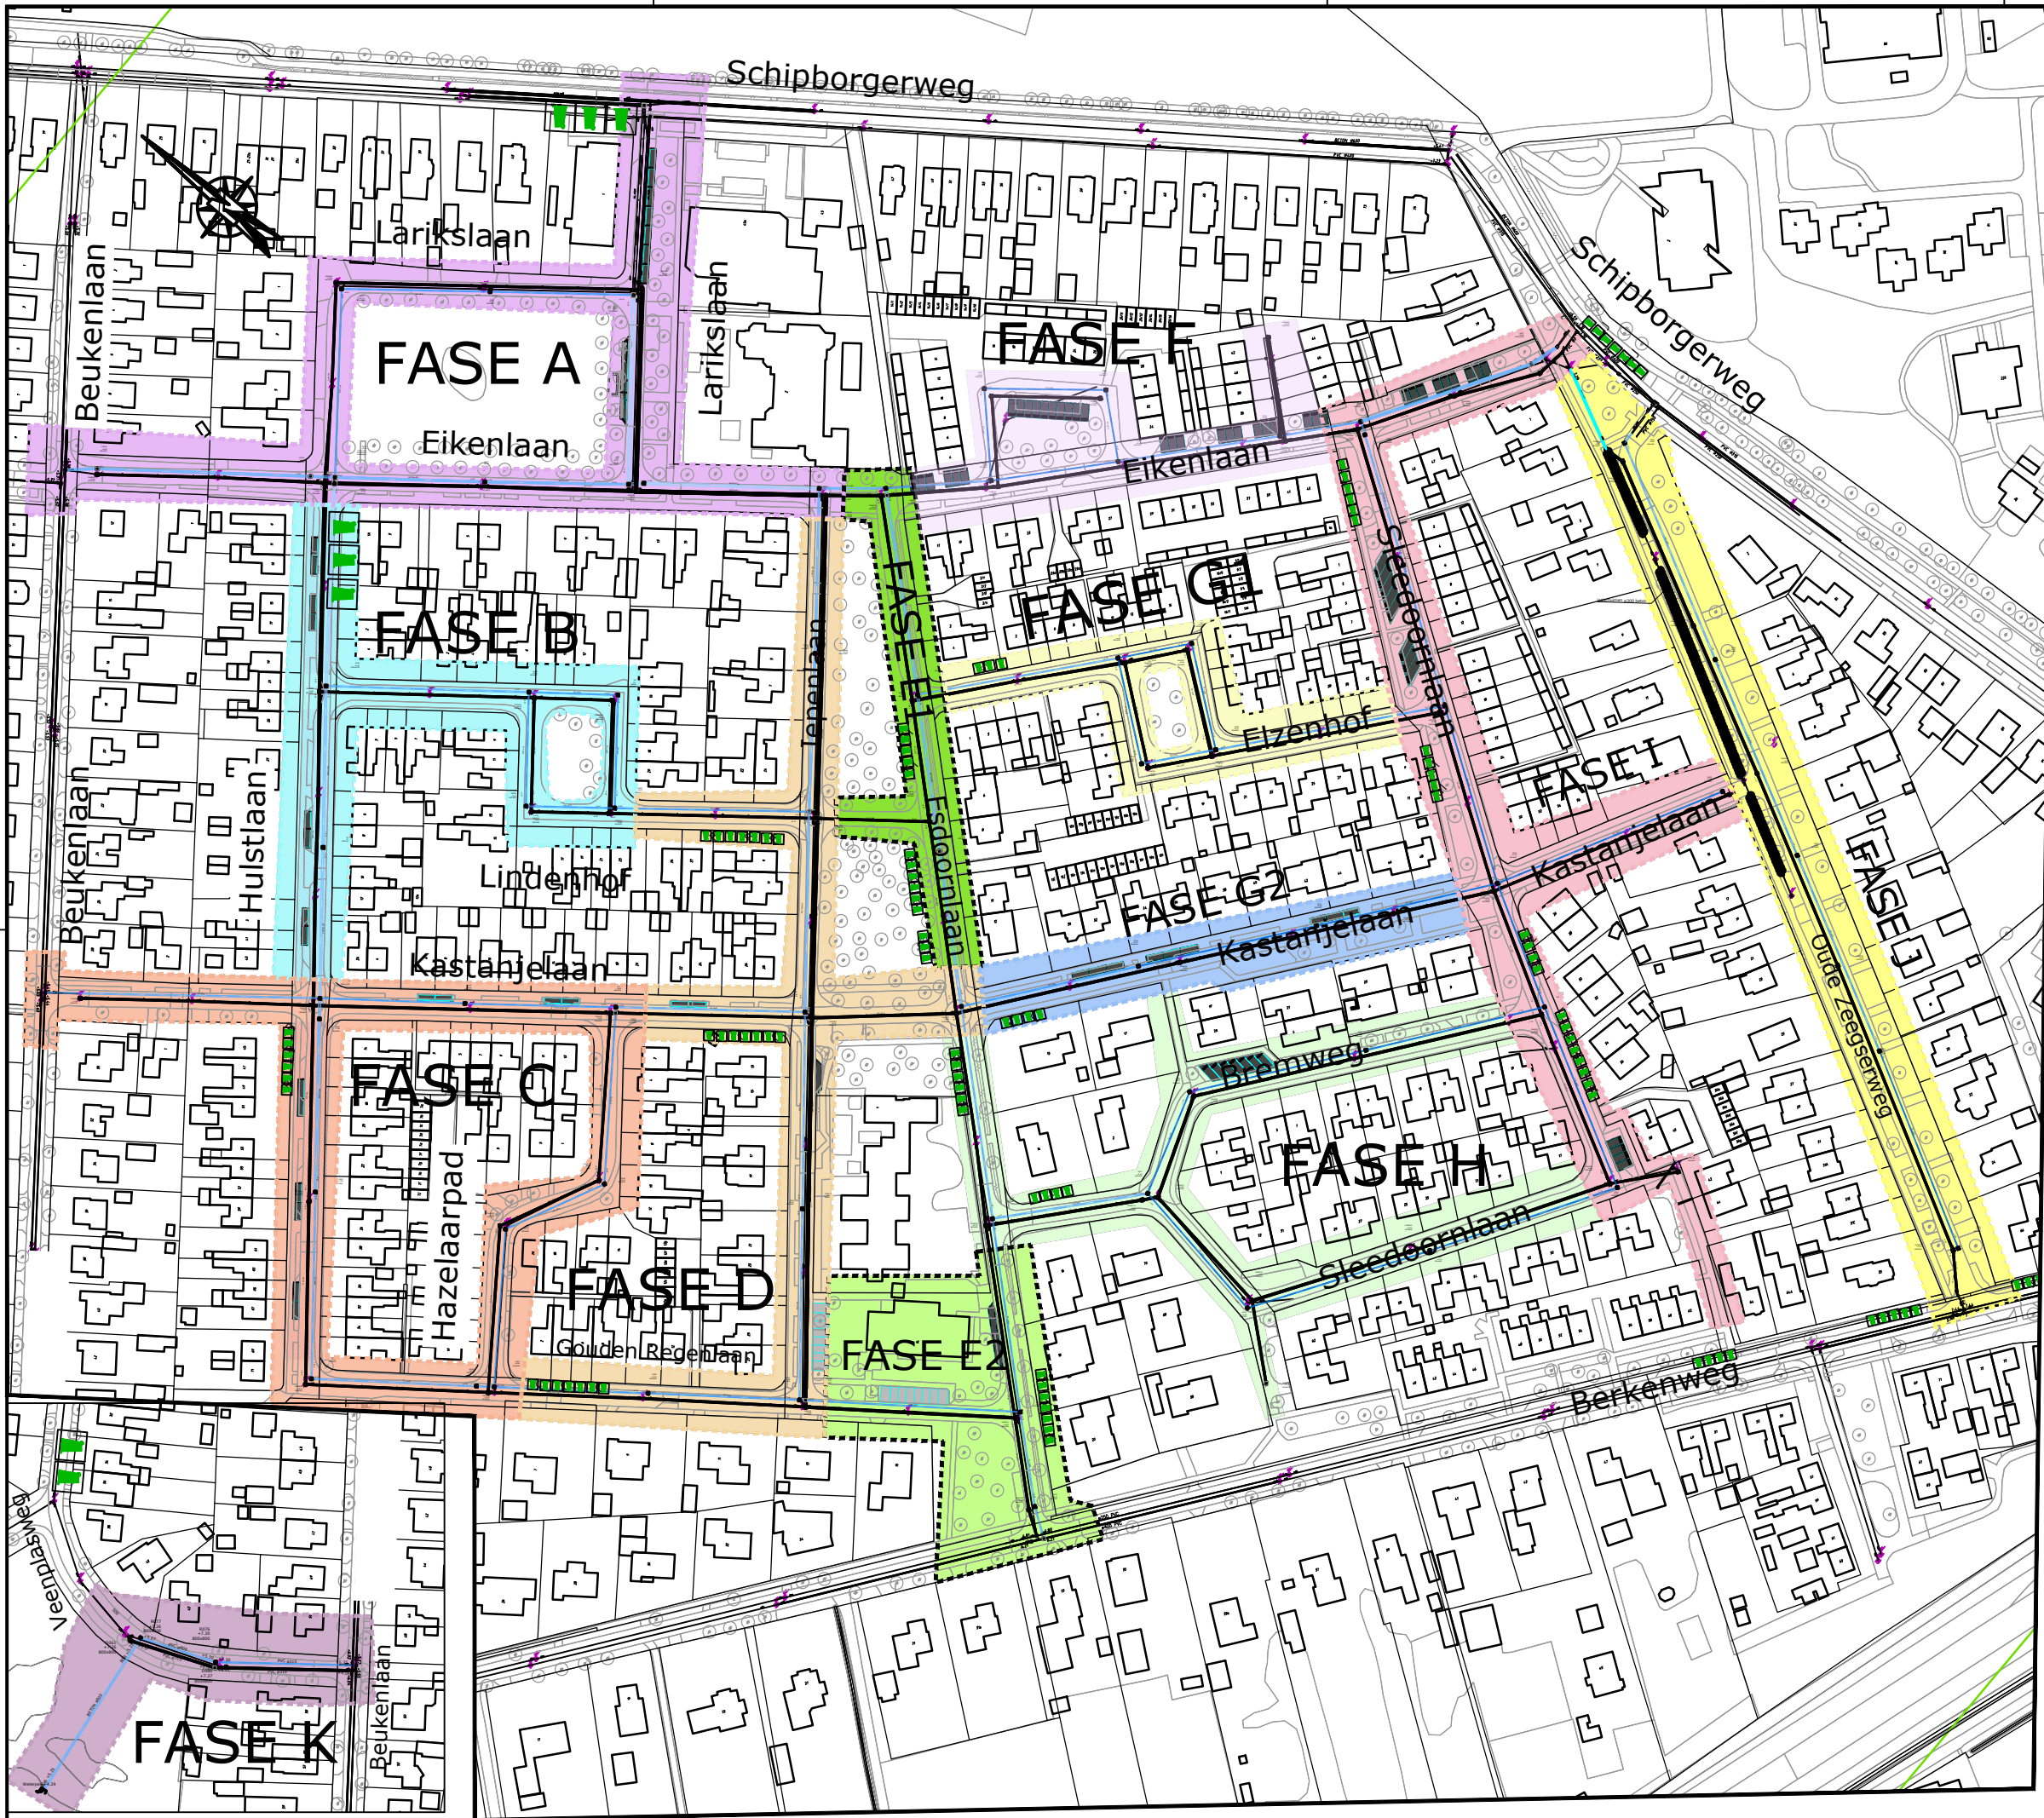 Schipborgerweg
Larikslaan
Schipborgerweg
Beukenlaan
Larikslaan
FASE F
FASE A
Eikenlaan
Eikenlaan
FASE B
FASE E1
FASE G1
Sleedoornlaan
Iepenlaan
Elzenhof
FASE I
Beukenlaan
Hulstlaan
Lindenhof
Esdoornlaan
Kastanjelaan
FASE J
FASE G2
Kastanjelaan
Kastanjelaan
Oude Zeegserweg
FASE C
Bremweg
FASE H
Hazelaarpad
FASE D
Sleedoornlaan
Gouden Regenlaan
FASE E2
Berkenweg
Veenplasweg
Beukenlaan
FASE K